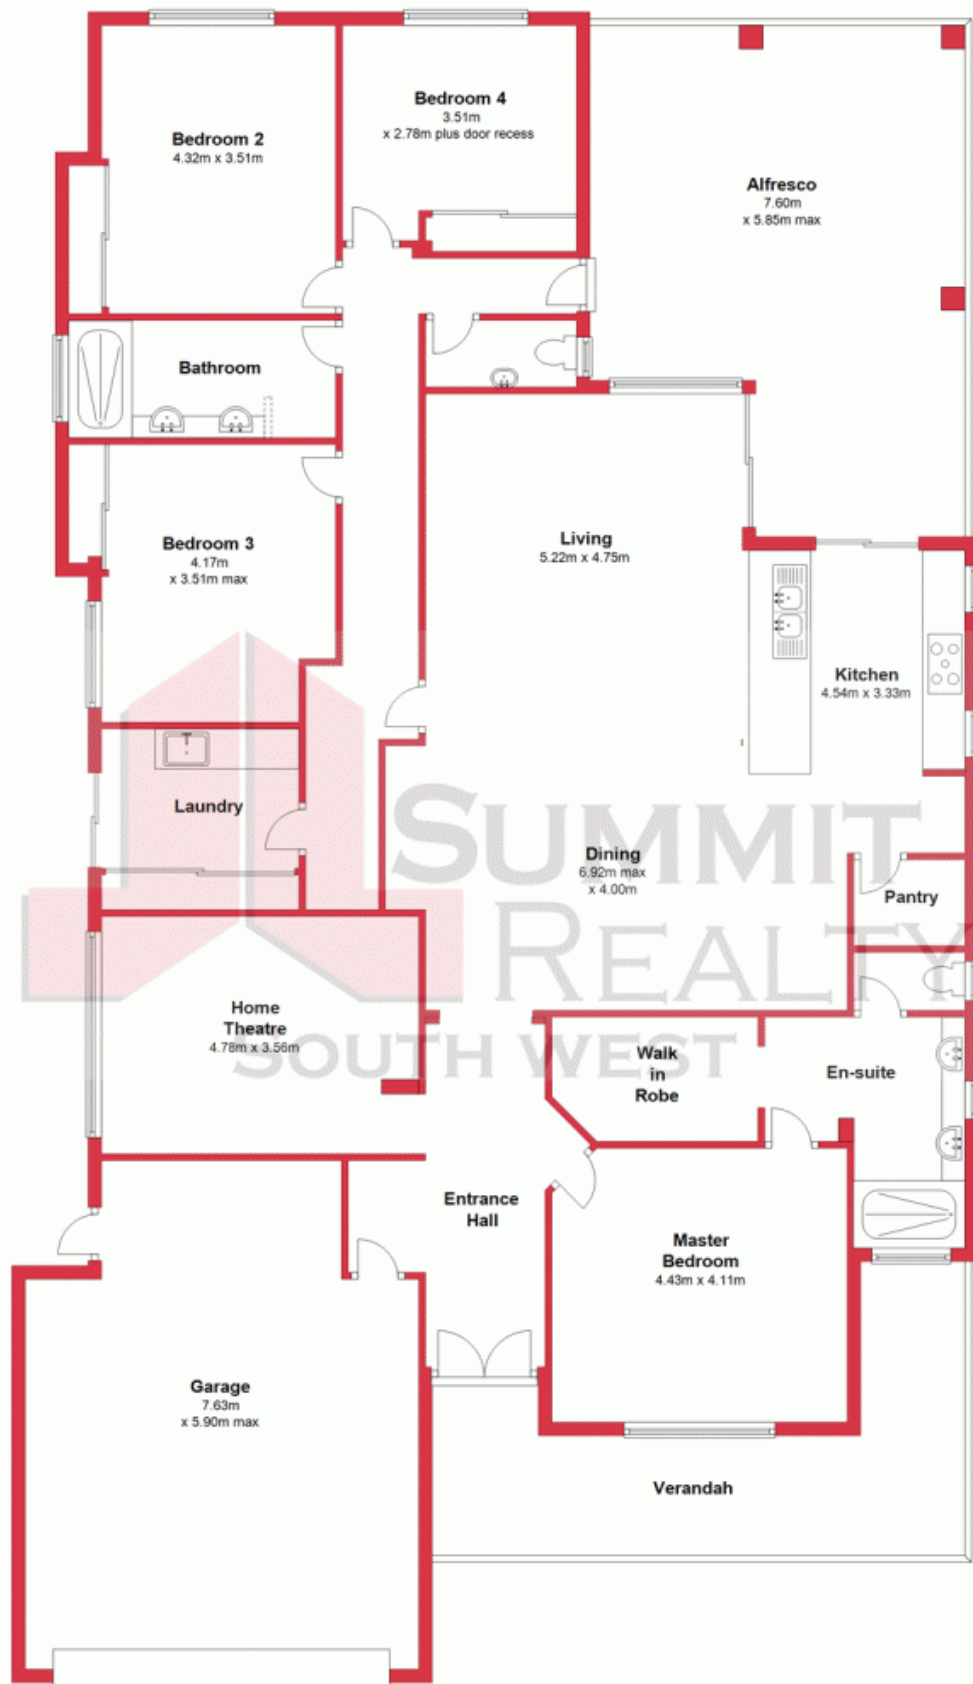 Bedroom 4
3.51m
x 2.78m plus door recess
Bedroom 2
4.32m x 3.51m
Alfresco
7.60m
x 5.85m max
Bathroom
Living
5.22m x 4.75m
Bedroom 3
4.17m
x 3.51m max
Kitchen
4.54m x 3.33m
Laundry
SUMMIT
Dining
6.92m max
x 4.00m
Pantry
REALTY
Home
Theatre
4.78m x 3.56m
SOUTH WEST
Walk
in
Robe
En-suite
Entrance
Hall
Master
Bedroom
4.43m x 4.11m
Garage
7.63m
x 5.90m max
Verandah